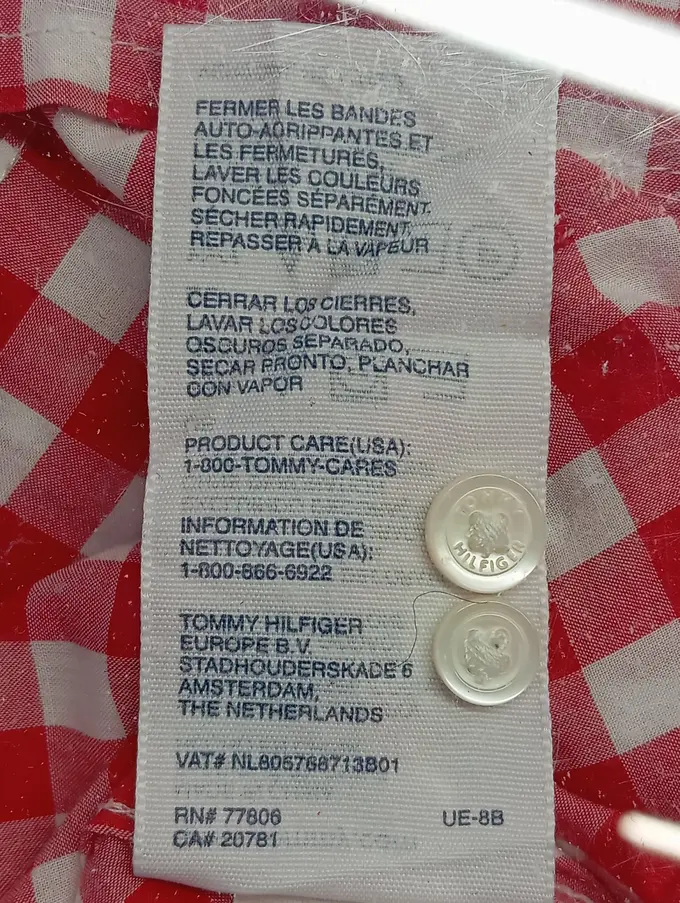 FERMER LES BANDES
AUTO-AGRIPPANTES ET
LES FERMETURES,
LAVER LES COULEURS
FONCÉES SÉPARÉMENT,
SÉCHER RAPIDEMENT,
REPASSER À LA VAPEUR
CERRAR LOS CIERRES,
LAVAR LOS COLORES
OSCUROS SEPARADO,
SECAR PRONTO, PLANCHAR
CON VAPOR
PRODUCT CARE(USA):
1-800-TOMMY-CARES
INFORMATION DE
NETTOYAGE(USA):
1-800-866-6922
TOMMY HILFIGER
EUROPE B.V.
STADHOUDERSKADE 6
AMSTERDAM,
THE NETHERLANDS
VAT# NL805766713B01
RN# 77806 UE-8B
CA# 20781
TOMMY
HILFIGER